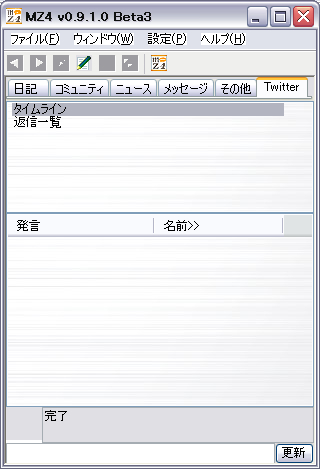 MZ4 v0.9.1.0 Beta3
ファイル(F) ウィンドウ(W) 設定(P) ヘルプ(H)
日記 コミュニティ ニュース メッセージ その他 Twitter
タイムライン
返信一覧
発言 名前>>
完了
更新